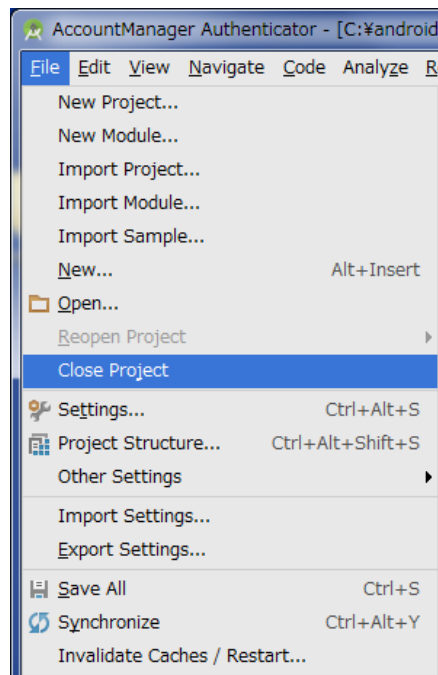 AccountManager Authenticator - [C:¥android
File Edit View Navigate Code Analyze R
New Project...
New Module...
Import Project...
Import Module...
Import Sample...
New... Alt+Insert
Open...
Reopen Project
Close Project
Settings... Ctrl+Alt+S
Project Structure... Ctrl+Alt+Shift+S
Other Settings
Import Settings...
Export Settings...
Save All Ctrl+S
Synchronize Ctrl+Alt+Y
Invalidate Caches / Restart...